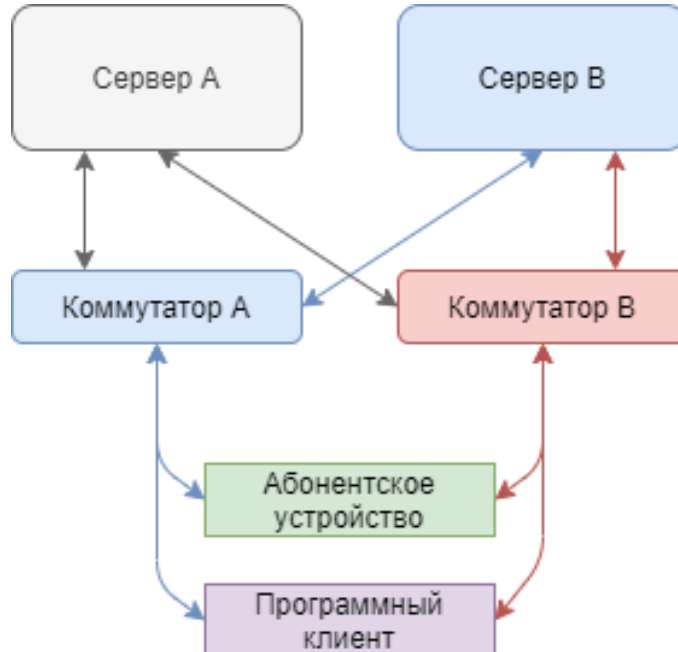 Сервер А
Сервер В
Коммутатор А
Коммутатор В
Абонентское
устройство
Программный
клиент